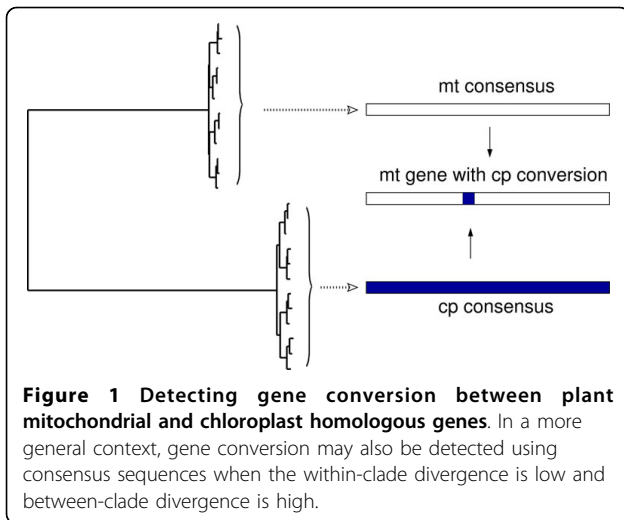 mt consensus
mt gene with cp conversion
cp consensus
Figure 1 Detecting gene conversion between plant
mitochondrial and chloroplast homologous genes. In a more
general context, gene conversion may also be detected using
consensus sequences when the within-clade divergence is low and
between-clade divergence is high.